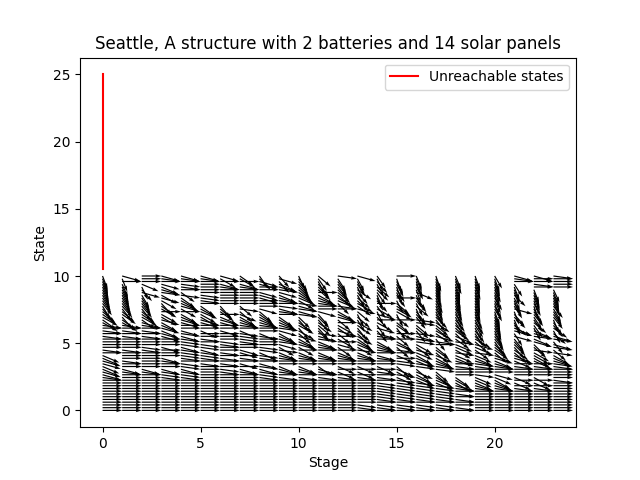 Seattle, A structure with 2 batteries and 14 solar panels
Unreachable states
25
20
15
10
5
0
State
0 5 10 15 20
Stage